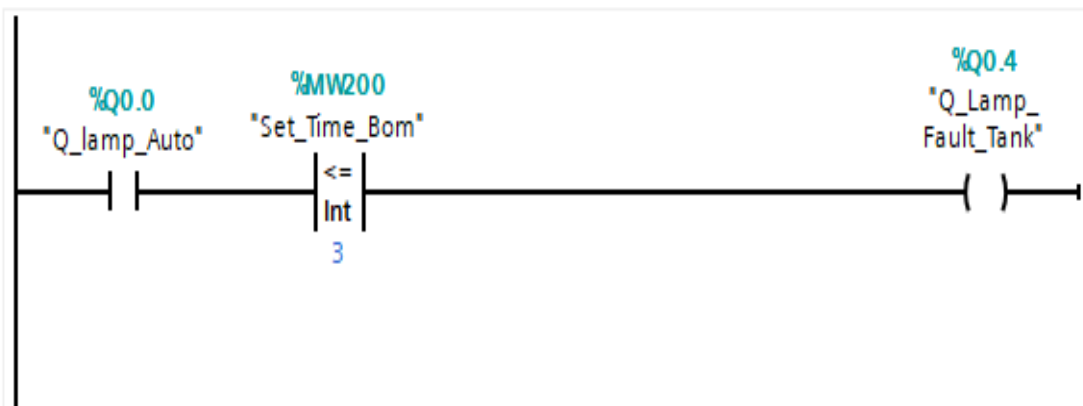 %Q0.0
"Q_lamp_Auto"
%MW200
"Set_Time_Bom"
<=
Int
3
%Q0.4
"Q_Lamp_
Fault_Tank"